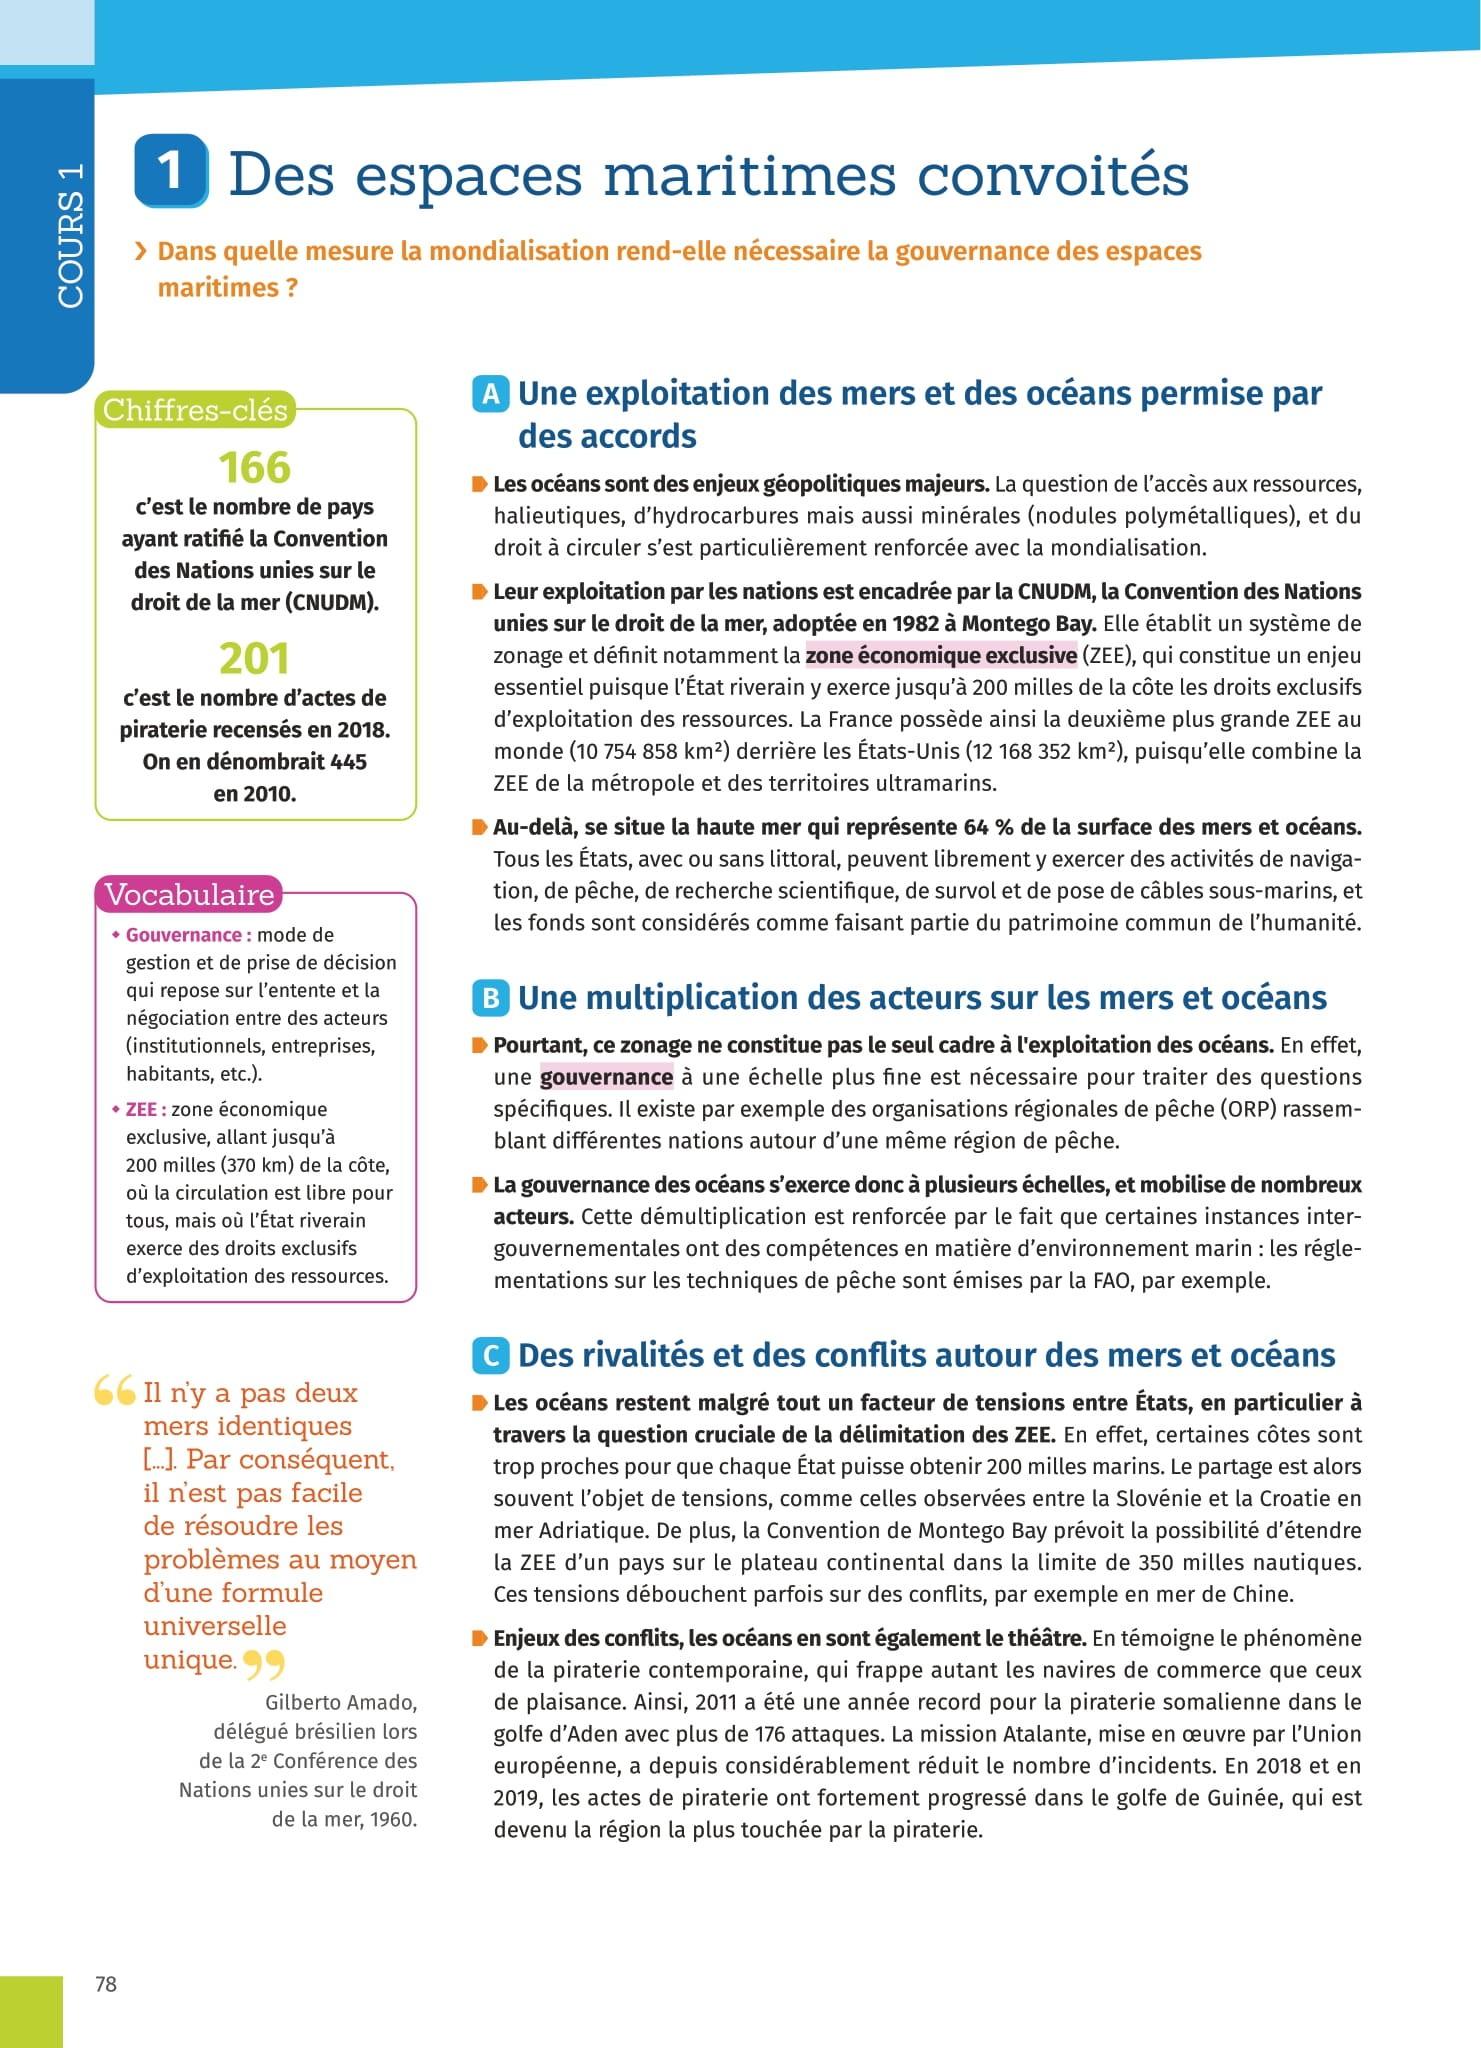 COURS 1
1 Des espaces maritimes convoités
› Dans quelle mesure la mondialisation rend-elle nécessaire la gouvernance des espaces
maritimes ?
Chiffres-clés
166
c’est le nombre de pays
ayant ratifié la Convention
des Nations unies sur le
droit de la mer (CNUDM).
201
c’est le nombre d’actes de
piraterie recensés en 2018.
On en dénombrait 445
en 2010.
Vocabulaire
• Gouvernance : mode de
gestion et de prise de décision
qui repose sur l’entente et la
négociation entre des acteurs
(institutionnels, entreprises,
habitants, etc.).
• ZEE : zone économique
exclusive, allant jusqu’à
200 milles (370 km) de la côte,
où la circulation est libre pour
tous, mais où l’État riverain
exerce des droits exclusifs
d’exploitation des ressources.
“ Il n’y a pas deux
mers identiques
[...]. Par conséquent,
il n’est pas facile
de résoudre les
problèmes au moyen
d’une formule
universelle
unique. ”
Gilberto Amado,
délégué brésilien lors
de la 2e Conférence des
Nations unies sur le droit
de la mer, 1960.
A Une exploitation des mers et des océans permise par
des accords
Les océans sont des enjeux géopolitiques majeurs. La question de l’accès aux ressources,
halieutiques, d’hydrocarbures mais aussi minérales (nodules polymétalliques), et du
droit à circuler s’est particulièrement renforcée avec la mondialisation.
Leur exploitation par les nations est encadrée par la CNUDM, la Convention des Nations
unies sur le droit de la mer, adoptée en 1982 à Montego Bay. Elle établit un système de
zonage et définit notamment la zone économique exclusive (ZEE), qui constitue un enjeu
essentiel puisque l’État riverain y exerce jusqu’à 200 milles de la côte les droits exclusifs
d’exploitation des ressources. La France possède ainsi la deuxième plus grande ZEE au
monde (10 754 858 km²) derrière les États-Unis (12 168 352 km²), puisqu’elle combine la
ZEE de la métropole et des territoires ultramarins.
Au-delà, se situe la haute mer qui représente 64 % de la surface des mers et océans.
Tous les États, avec ou sans littoral, peuvent librement y exercer des activités de naviga-
tion, de pêche, de recherche scientifique, de survol et de pose de câbles sous-marins, et
les fonds sont considérés comme faisant partie du patrimoine commun de l’humanité.
B Une multiplication des acteurs sur les mers et océans
Pourtant, ce zonage ne constitue pas le seul cadre à l'exploitation des océans. En effet,
une gouvernance à une échelle plus fine est nécessaire pour traiter des questions
spécifiques. Il existe par exemple des organisations régionales de pêche (ORP) rassem-
blant différentes nations autour d’une même région de pêche.
La gouvernance des océans s’exerce donc à plusieurs échelles, et mobilise de nombreux
acteurs. Cette démultiplication est renforcée par le fait que certaines instances inter-
gouvernementales ont des compétences en matière d’environnement marin : les régle-
mentations sur les techniques de pêche sont émises par la FAO, par exemple.
C Des rivalités et des conflits autour des mers et océans
Les océans restent malgré tout un facteur de tensions entre États, en particulier à
travers la question cruciale de la délimitation des ZEE. En effet, certaines côtes sont
trop proches pour que chaque État puisse obtenir 200 milles marins. Le partage est alors
souvent l’objet de tensions, comme celles observées entre la Slovénie et la Croatie en
mer Adriatique. De plus, la Convention de Montego Bay prévoit la possibilité d’étendre
la ZEE d’un pays sur le plateau continental dans la limite de 350 milles nautiques.
Ces tensions débouchent parfois sur des conflits, par exemple en mer de Chine.
Enjeux des conflits, les océans en sont également le théâtre. En témoigne le phénomène
de la piraterie contemporaine, qui frappe autant les navires de commerce que ceux
de plaisance. Ainsi, 2011 a été une année record pour la piraterie somalienne dans le
golfe d’Aden avec plus de 176 attaques. La mission Atalante, mise en œuvre par l’Union
européenne, a depuis considérablement réduit le nombre d’incidents. En 2018 et en
2019, les actes de piraterie ont fortement progressé dans le golfe de Guinée, qui est
devenu la région la plus touchée par la piraterie.
78